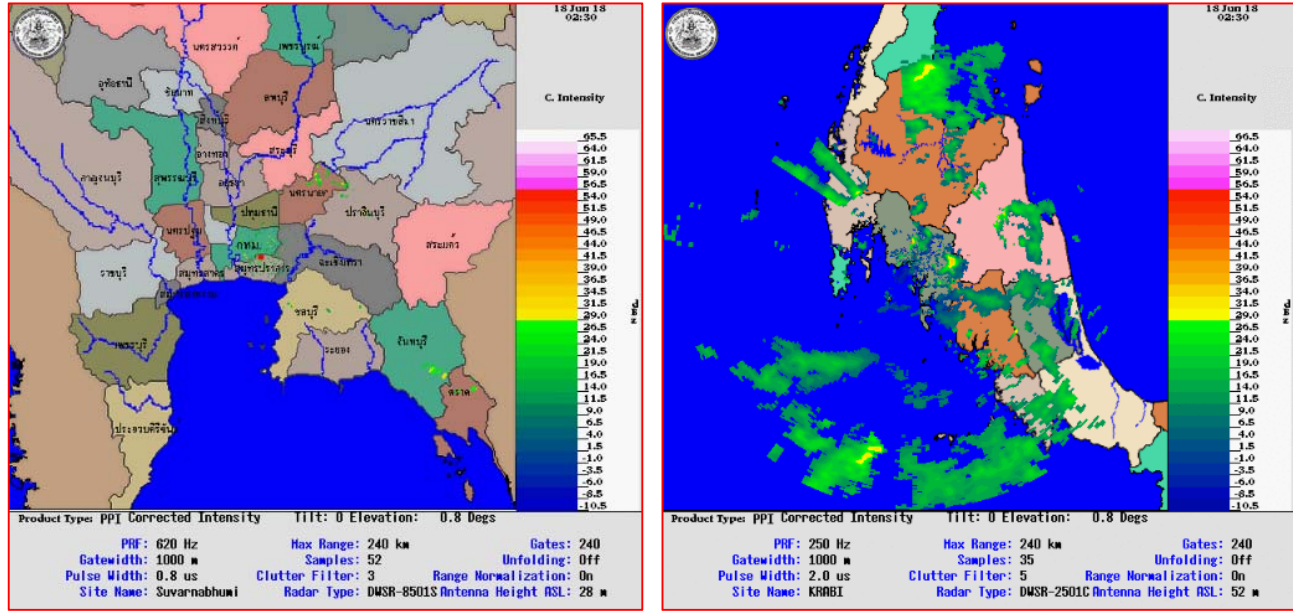 18 Jun 18
02:30
C. Intensity
นครสวรรค์
เพชรบูรณ์
อุทัยธานี
ชัยนาท
ลพบุรี
สิงห์บุรี
นครราชสีมา
อ่างทอง
สระบุรี
กาญจนบุรี
สุพรรณบุรี
อยุธยา
นครนายก
ปทุมธานี
ปราจีนบุรี
นครปฐม
กทม.
สระแก้ว
ฉะเชิงเทรา
ราชบุรี
สมุทรสาคร
สมุทรปราการ
สมุทรสงคราม
ชลบุรี
เพชรบุรี
ระยอง
จันทบุรี
ตราด
ประจวบคีรีขันธ์
65.5
64.0
61.5
59.0
56.5
54.0
51.5
49.0
46.5
44.0
41.5
39.0
36.5
34.0
31.5
29.0
26.5
24.0
21.5
19.0
16.5
14.0
11.5
9.0
6.5
4.0
1.5
-1.0
-3.5
-6.0
-8.5
-10.5
Product Type: PPI Corrected Intensity Tilt: 0 Elevation: 0.8 Degs
PRF: 620 Hz Max Range: 240 km Gates: 240
Gatewidth: 1000 m Samples: 52 Unfolding: Off
Pulse Width: 0.8 us Clutter Filter: 3 Range Normalization: On
Site Name: Suvarnabhumi Radar Type: DWSR-8501S Antenna Height ASL: 28 m
18 Jun 18
02:30
C. Intensity
66.5
64.0
61.5
59.0
56.5
54.0
51.5
49.0
46.5
44.0
41.5
39.0
36.5
34.0
31.5
29.0
26.5
24.0
21.5
19.0
16.5
14.0
11.5
9.0
6.5
4.0
1.5
-1.0
-3.5
-6.0
-8.5
-10.5
Product Type: PPI Corrected Intensity Tilt: 0 Elevation: 0.8 Degs
PRF: 250 Hz Max Range: 240 km Gates: 240
Gatewidth: 1000 m Samples: 35 Unfolding: Off
Pulse Width: 2.0 us Clutter Filter: 5 Range Normalization: On
Site Name: KRABI Radar Type: DWSR-2501C Antenna Height ASL: 52 m